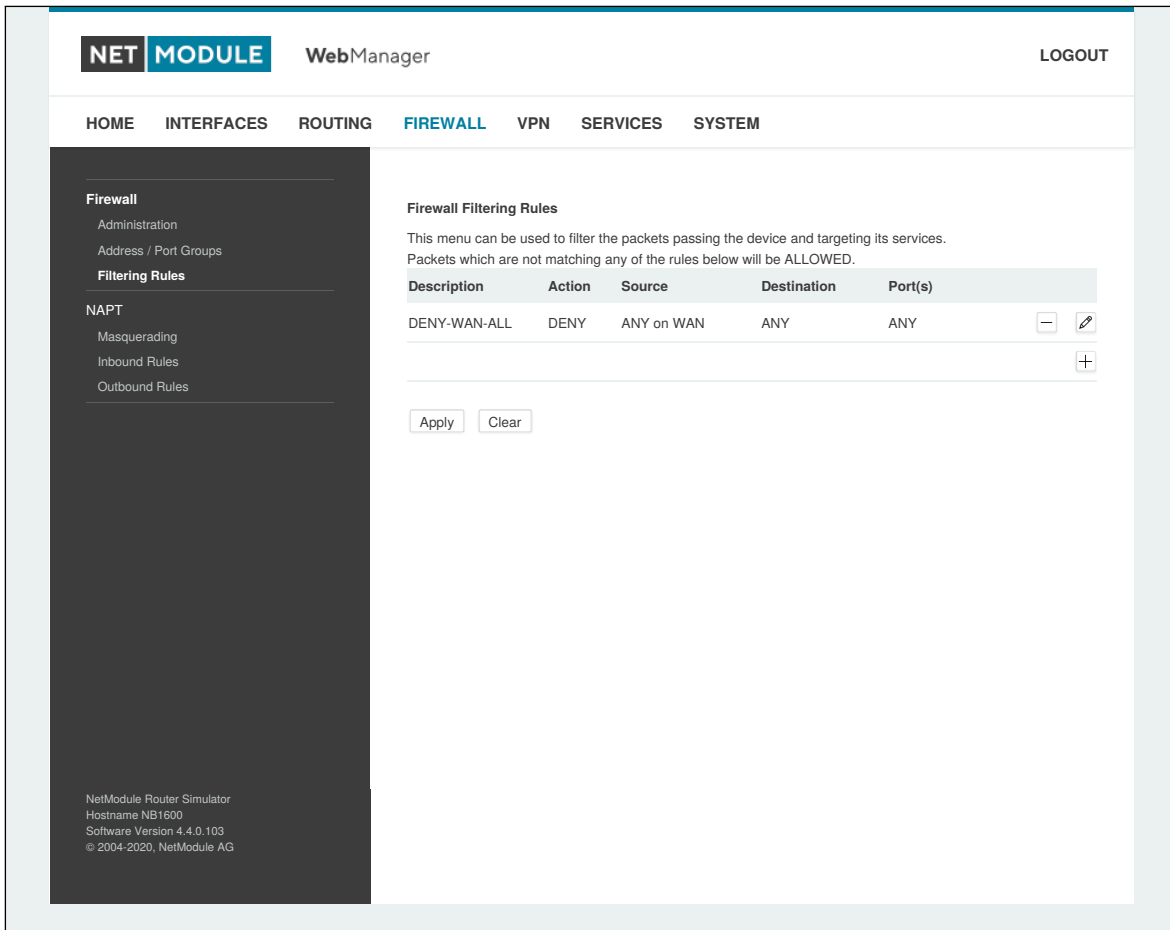 NET MODULE WebManager LOGOUT
HOME INTERFACES ROUTING FIREWALL VPN SERVICES SYSTEM
Firewall
Administration
Address / Port Groups
Filtering Rules
NAPT
Masquerading
Inbound Rules
Outbound Rules
Firewall Filtering Rules
This menu can be used to filter the packets passing the device and targeting its services.
Packets which are not matching any of the rules below will be ALLOWED.
Description Action Source Destination Port(s)
DENY-WAN-ALL DENY ANY on WAN ANY ANY
Apply Clear
NetModule Router Simulator
Hostname NB1600
Software Version 4.4.0.103
© 2004-2020, NetModule AG